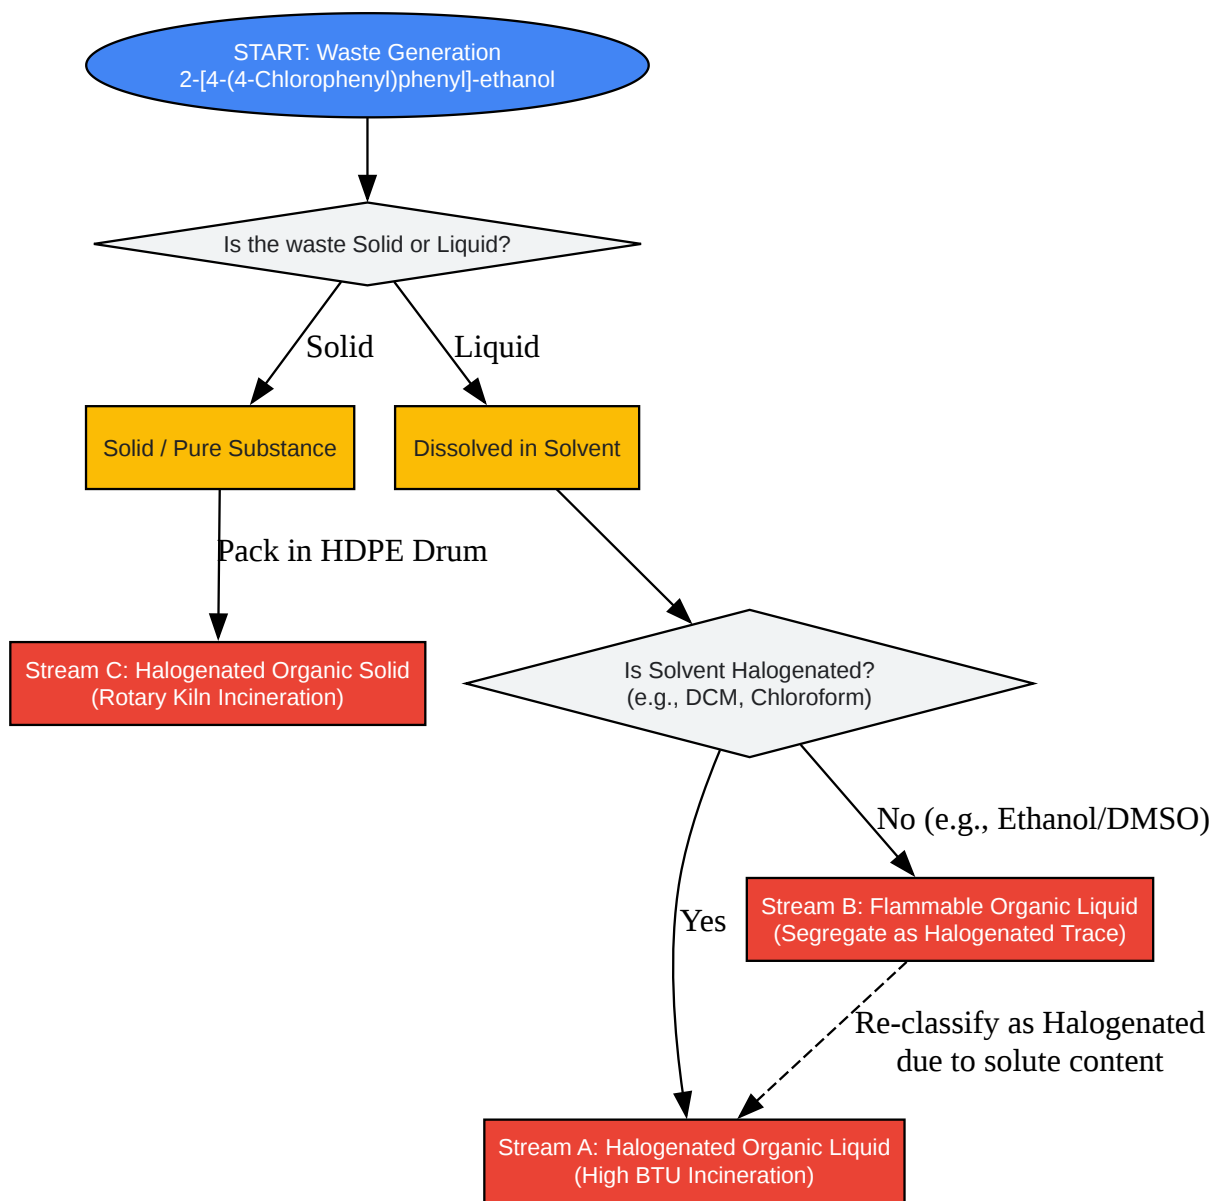 START: Waste Generation
2-[4-(4-Chlorophenyl)phenyl]-ethanol
Is the waste Solid or Liquid?
Solid
Liquid
Solid / Pure Substance
Dissolved in Solvent
Pack in HDPE Drum
Stream C: Halogenated Organic Solid
(Rotary Kiln Incineration)
Is Solvent Halogenated?
(e.g., DCM, Chloroform)
No (e.g., Ethanol/DMSO)
Yes
Stream B: Flammable Organic Liquid
(Segregate as Halogenated Trace)
Re-classify as Halogenated
due to solute content
Stream A: Halogenated Organic Liquid
(High BTU Incineration)